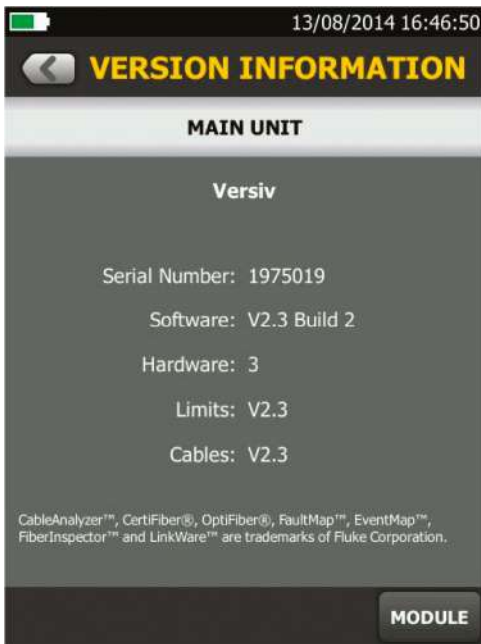 13/08/2014 16:46:50
VERSION INFORMATION
MAIN UNIT
Versiv
Serial Number: 1975019
Software: V2.3 Build 2
Hardware: 3
Limits: V2.3
Cables: V2.3
CableAnalyzer™, CertiFiber®, OptiFiber®, FaultMap™, EventMap™,
FiberInspector™ and LinkWare™ are trademarks of Fluke Corporation.
MODULE